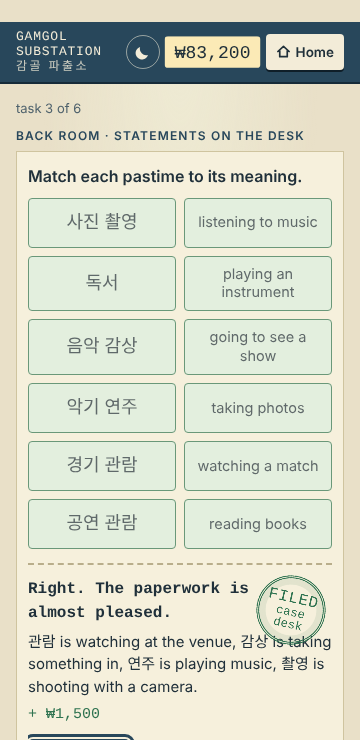 GAMGOL
SUBSTATION
감골 파출소
₩83,200
Home
task 3 of 6
BACK ROOM · STATEMENTS ON THE DESK
Match each pastime to its meaning.
사진 촬영
listening to music
독서
playing an
instrument
음악 감상
going to see a
show
악기 연주
taking photos
경기 관람
watching a match
공연 관람
reading books
Right. The paperwork is
almost pleased.
FILED
case
desk
관람 is watching at the venue, 감상 is taking
something in, 연주 is playing music, 촬영 is
shooting with a camera.
+ ₩1,500